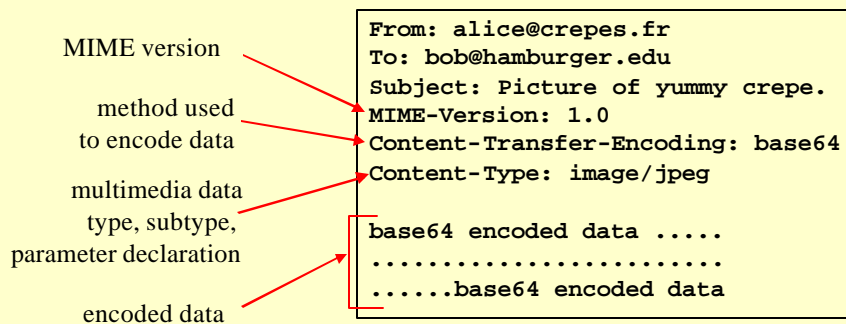 MIME version
method used
to encode data
multimedia data
type, subtype,
parameter declaration
encoded data
From: alice@crepes.fr
To: bob@hamburger.edu
Subject: Picture of yummy crepe.
MIME-Version: 1.0
Content-Transfer-Encoding: base64
Content-Type: image/jpeg
base64 encoded data .....
.........................
......base64 encoded data